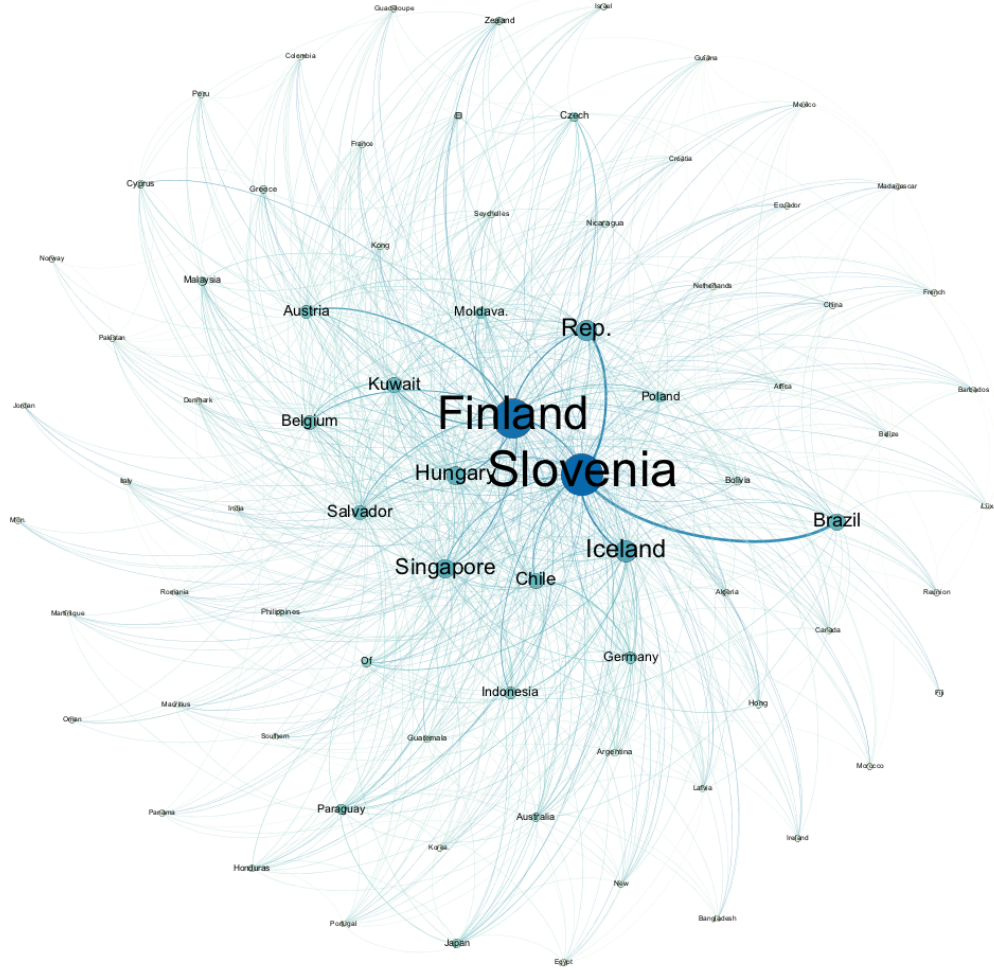 Guadeloupe
Israel
Zealand
Colombia
Guiana
Peru
Mexico
El
Czech
France
Croatia
Cyprus
Greece
Madagascar
Ecuador
Seychelles
Nicaragua
Kong
Norway
Malaysia
Netherlands
French
China
Austria
Moldava.
Rep.
Pakistan
Kuwait
Africa
Barbados
Poland
Denmark
Jordan
Finland
Belgium
Belize
Slovenia
Hungary
Italy
Bolivia
India
Lux
Salvador
Brazil
Iceland
Singapore
Chile
Romania
Algeria
Reunion
Martinique
Philippines
Canada
Germany
Of
Indonesia
Fiji
Mauritius
Hong
Oman
Southern
Guatemala
Argentina
Morocco
Latvia
Panama
Paraguay
Australia
Ireland
Korea.
Honduras
New
Portugal
Bangladesh
Japan
Egypt